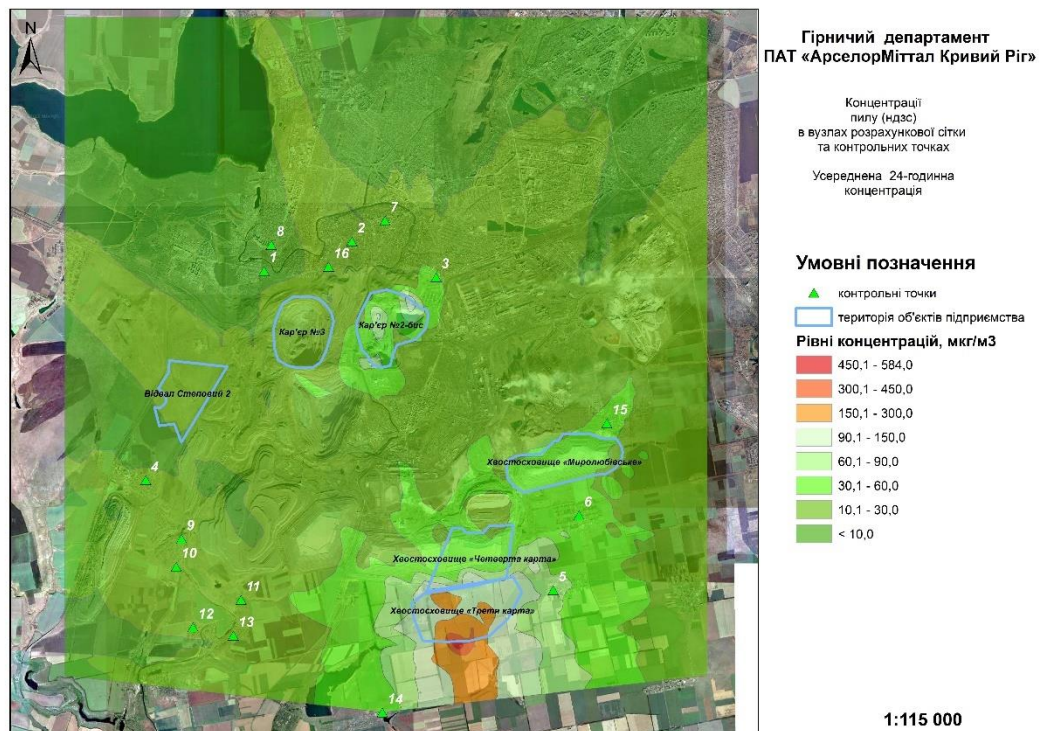 Гірничий департамент
ПАТ «АрселорМіттал Кривий Ріг»
Концентрації
пилу (ндзс)
в вузлах розрахункової сітки
та контрольних точках
Усереднена 24-годинна
концентрація
Умовні позначення
контрольні точки
територія об'єктів підприємства
Рівні концентрацій, мкг/м3
450,1 - 584,0
300,1 - 450,0
150,1 - 300,0
90,1 - 150,0
60,1 - 90,0
30,1 - 60,0
10,1 - 30,0
< 10,0
1:115 000
N
7
2
8
16
1
3
Кар'єр №3
Кар'єр №2-біс
Відвал Степовий 2
15
Хвостосховище «Миролюбівське»
4
6
9
Хвостосховище «Четверта карта»
10
5
11
Хвостосховище «Третя карта»
12
13
14